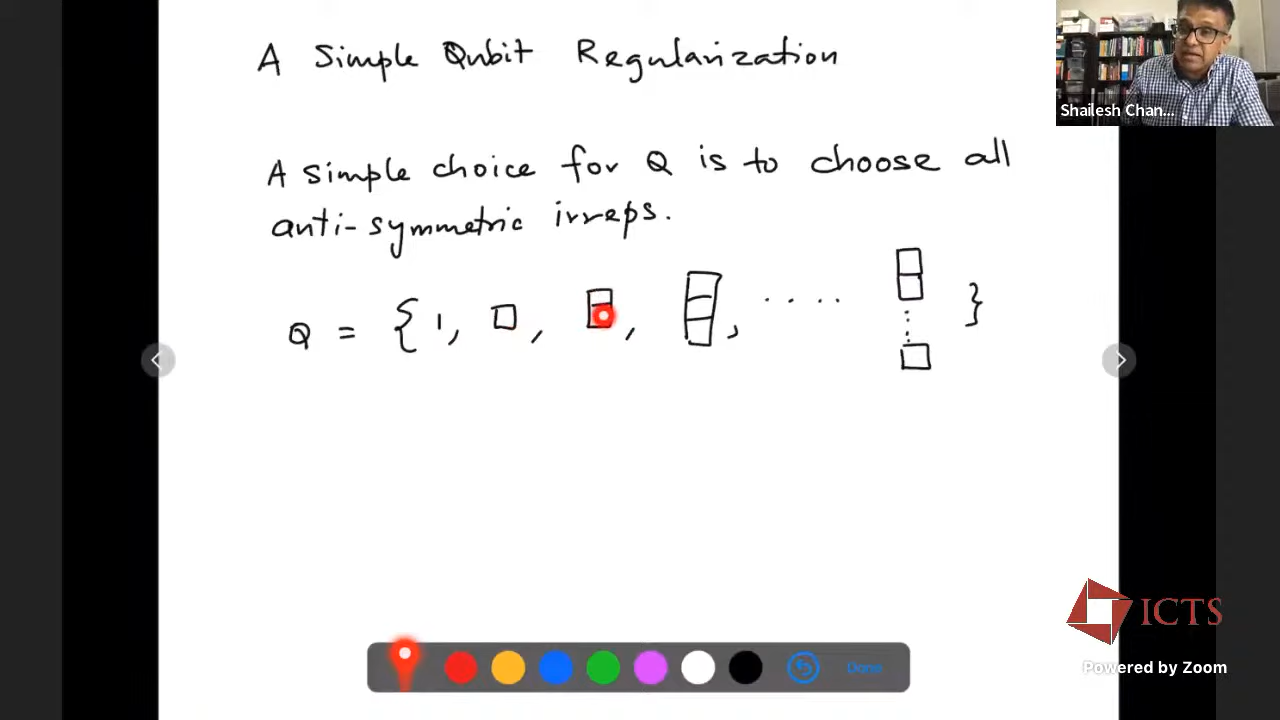 A Simple Qubit Regularization
Shailesh Chan...
A simple choice for Q is to choose all
anti-symmetric irreps.
Q = { 1, □, , , .... }
Done
ICTS
Powered by Zoom